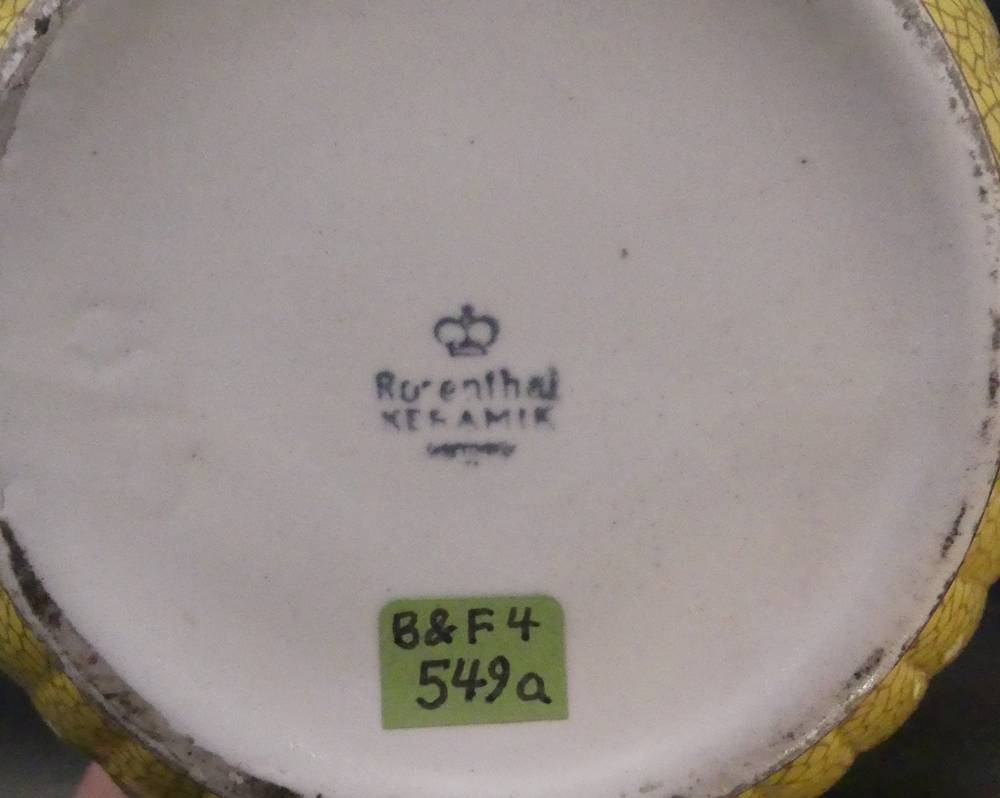 Rosenthal
KERAMIK
B&F4
549a